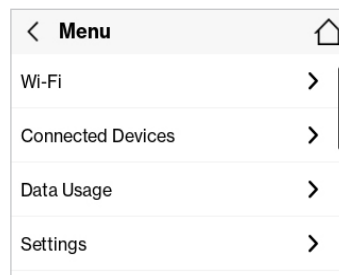 Menu
Wi-Fi
Connected Devices
Data Usage
Settings